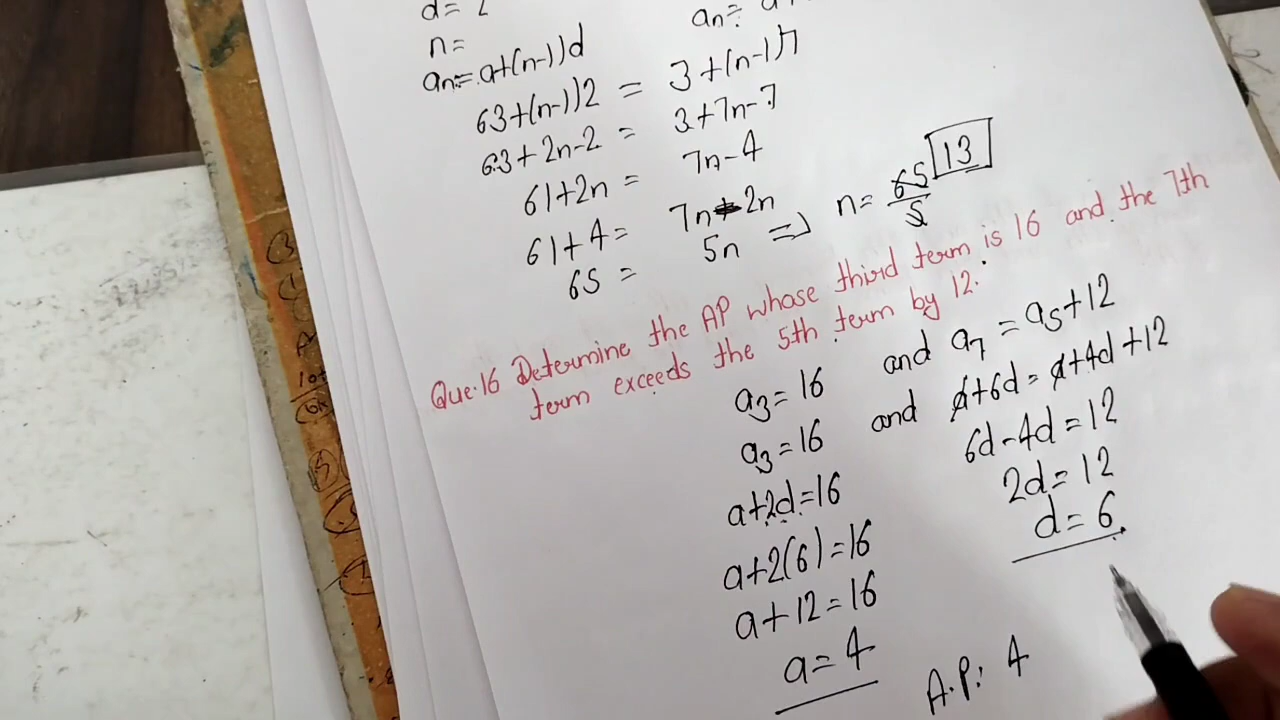 d=
n=
an= a+(n-1)d
an=
63+(n-1)2 = 3+(n-1)7
63+2n-2 = 3+7n-7
61+2n = 7n-4
61+4= 7n-2n
65 = 5n => n= 65/5 13
Que.16 Determine the AP whose third term is 16 and the 7th
term exceeds the 5th term by 12.
a3=16 and a7 = a5+12
a3=16 and a+6d= a+4d+12
a+2d=16 6d-4d=12
a+2(6)=16 2d=12
a+12=16 d=6
a=4
A.P: 4